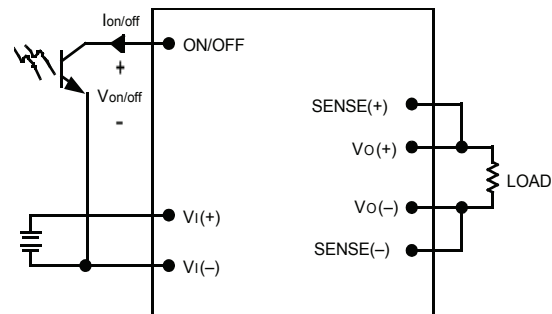 Ion/off
ON/OFF
+
Von/off
-
SENSE(+)
VO(+)
LOAD
VI(+)
VO(–)
SENSE(–)
VI(–)